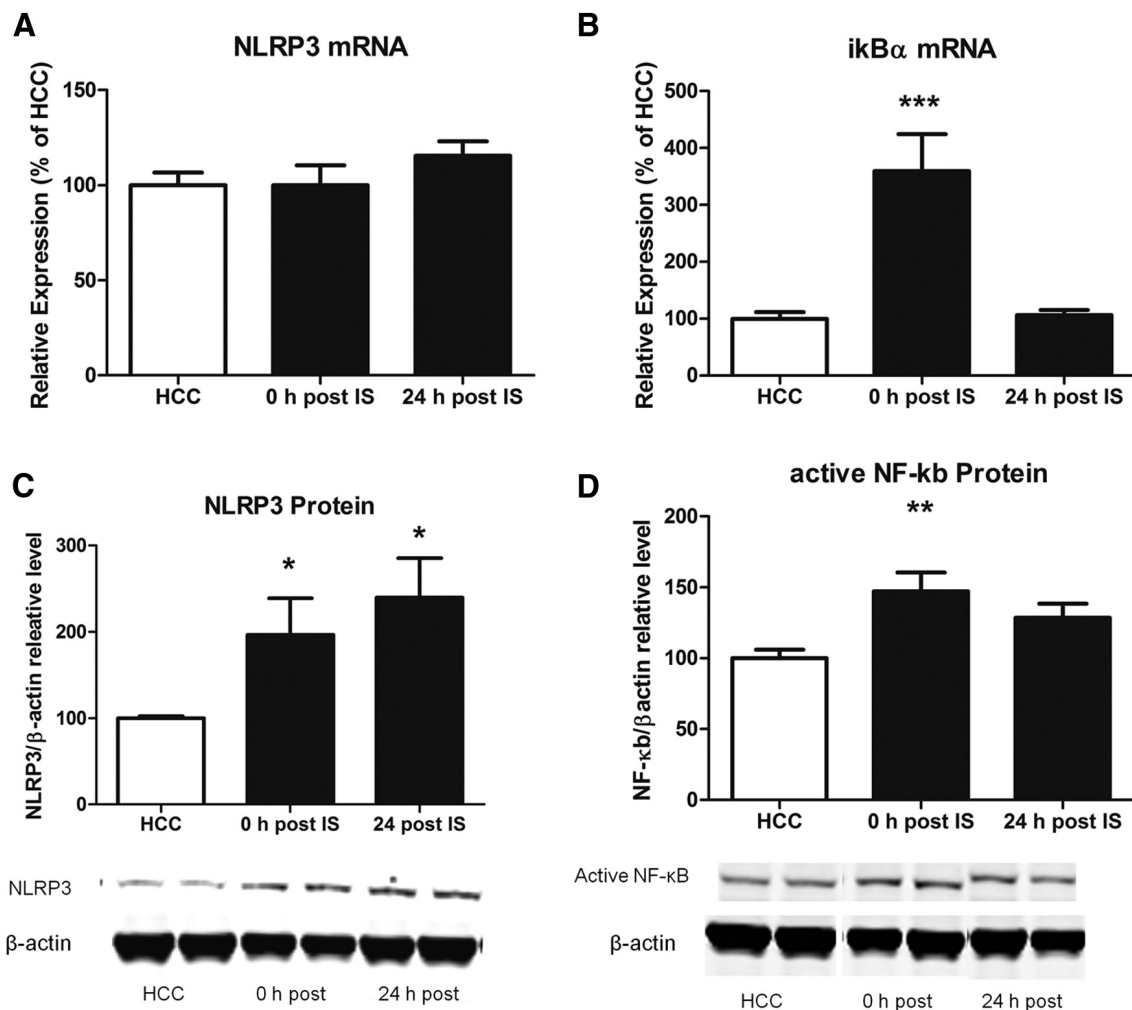 A
NLRP3 mRNA
Relative Expression (% of HCC)
150
100
50
0
HCC
0 h post IS
24 h post IS
B
ikBα mRNA
Relative Expression (% of HCC)
500
400
300
200
100
0
***
HCC
0 h post IS
24 h post IS
C
NLRP3 Protein
NLRP3/β-actin releative level
300
200
100
0
*
*
HCC
0 h post IS
24 post IS
NLRP3
β-actin
HCC
0 h post
24 h post
D
active NF-kb Protein
NF-κb/βactin relative level
200
150
100
50
0
**
HCC
0 h post IS
24 h post IS
Active NF-κB
β-actin
HCC
0 h post
24 h post